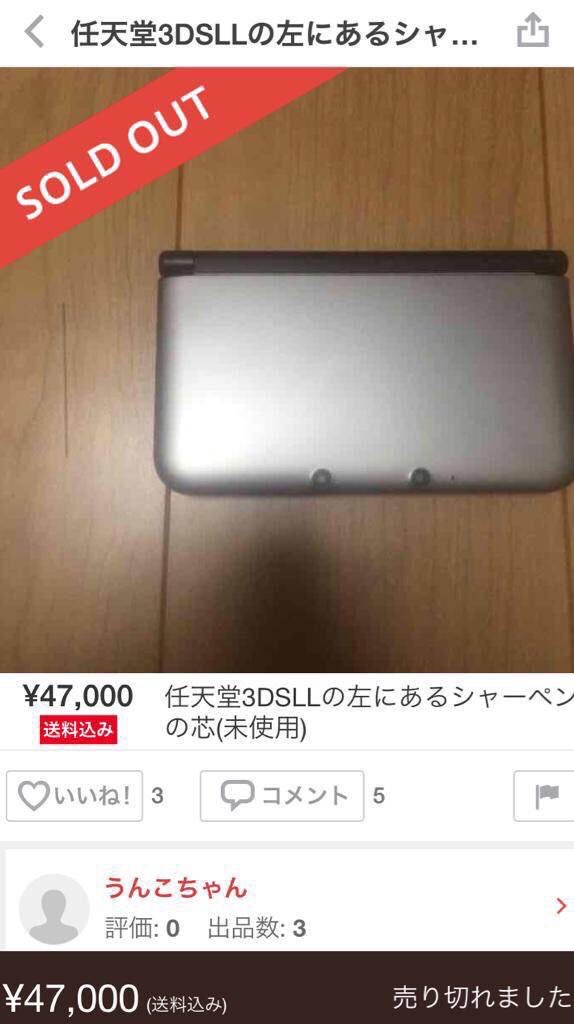 任天堂3DSLLの左にあるシャ…
SOLD OUT
¥47,000
送料込み
任天堂3DSLLの左にあるシャーペン
の芯(未使用)
いいね! 3
コメント 5
うんこちゃん
評価: 0 出品数: 3
¥47,000 (送料込み)
売り切れました